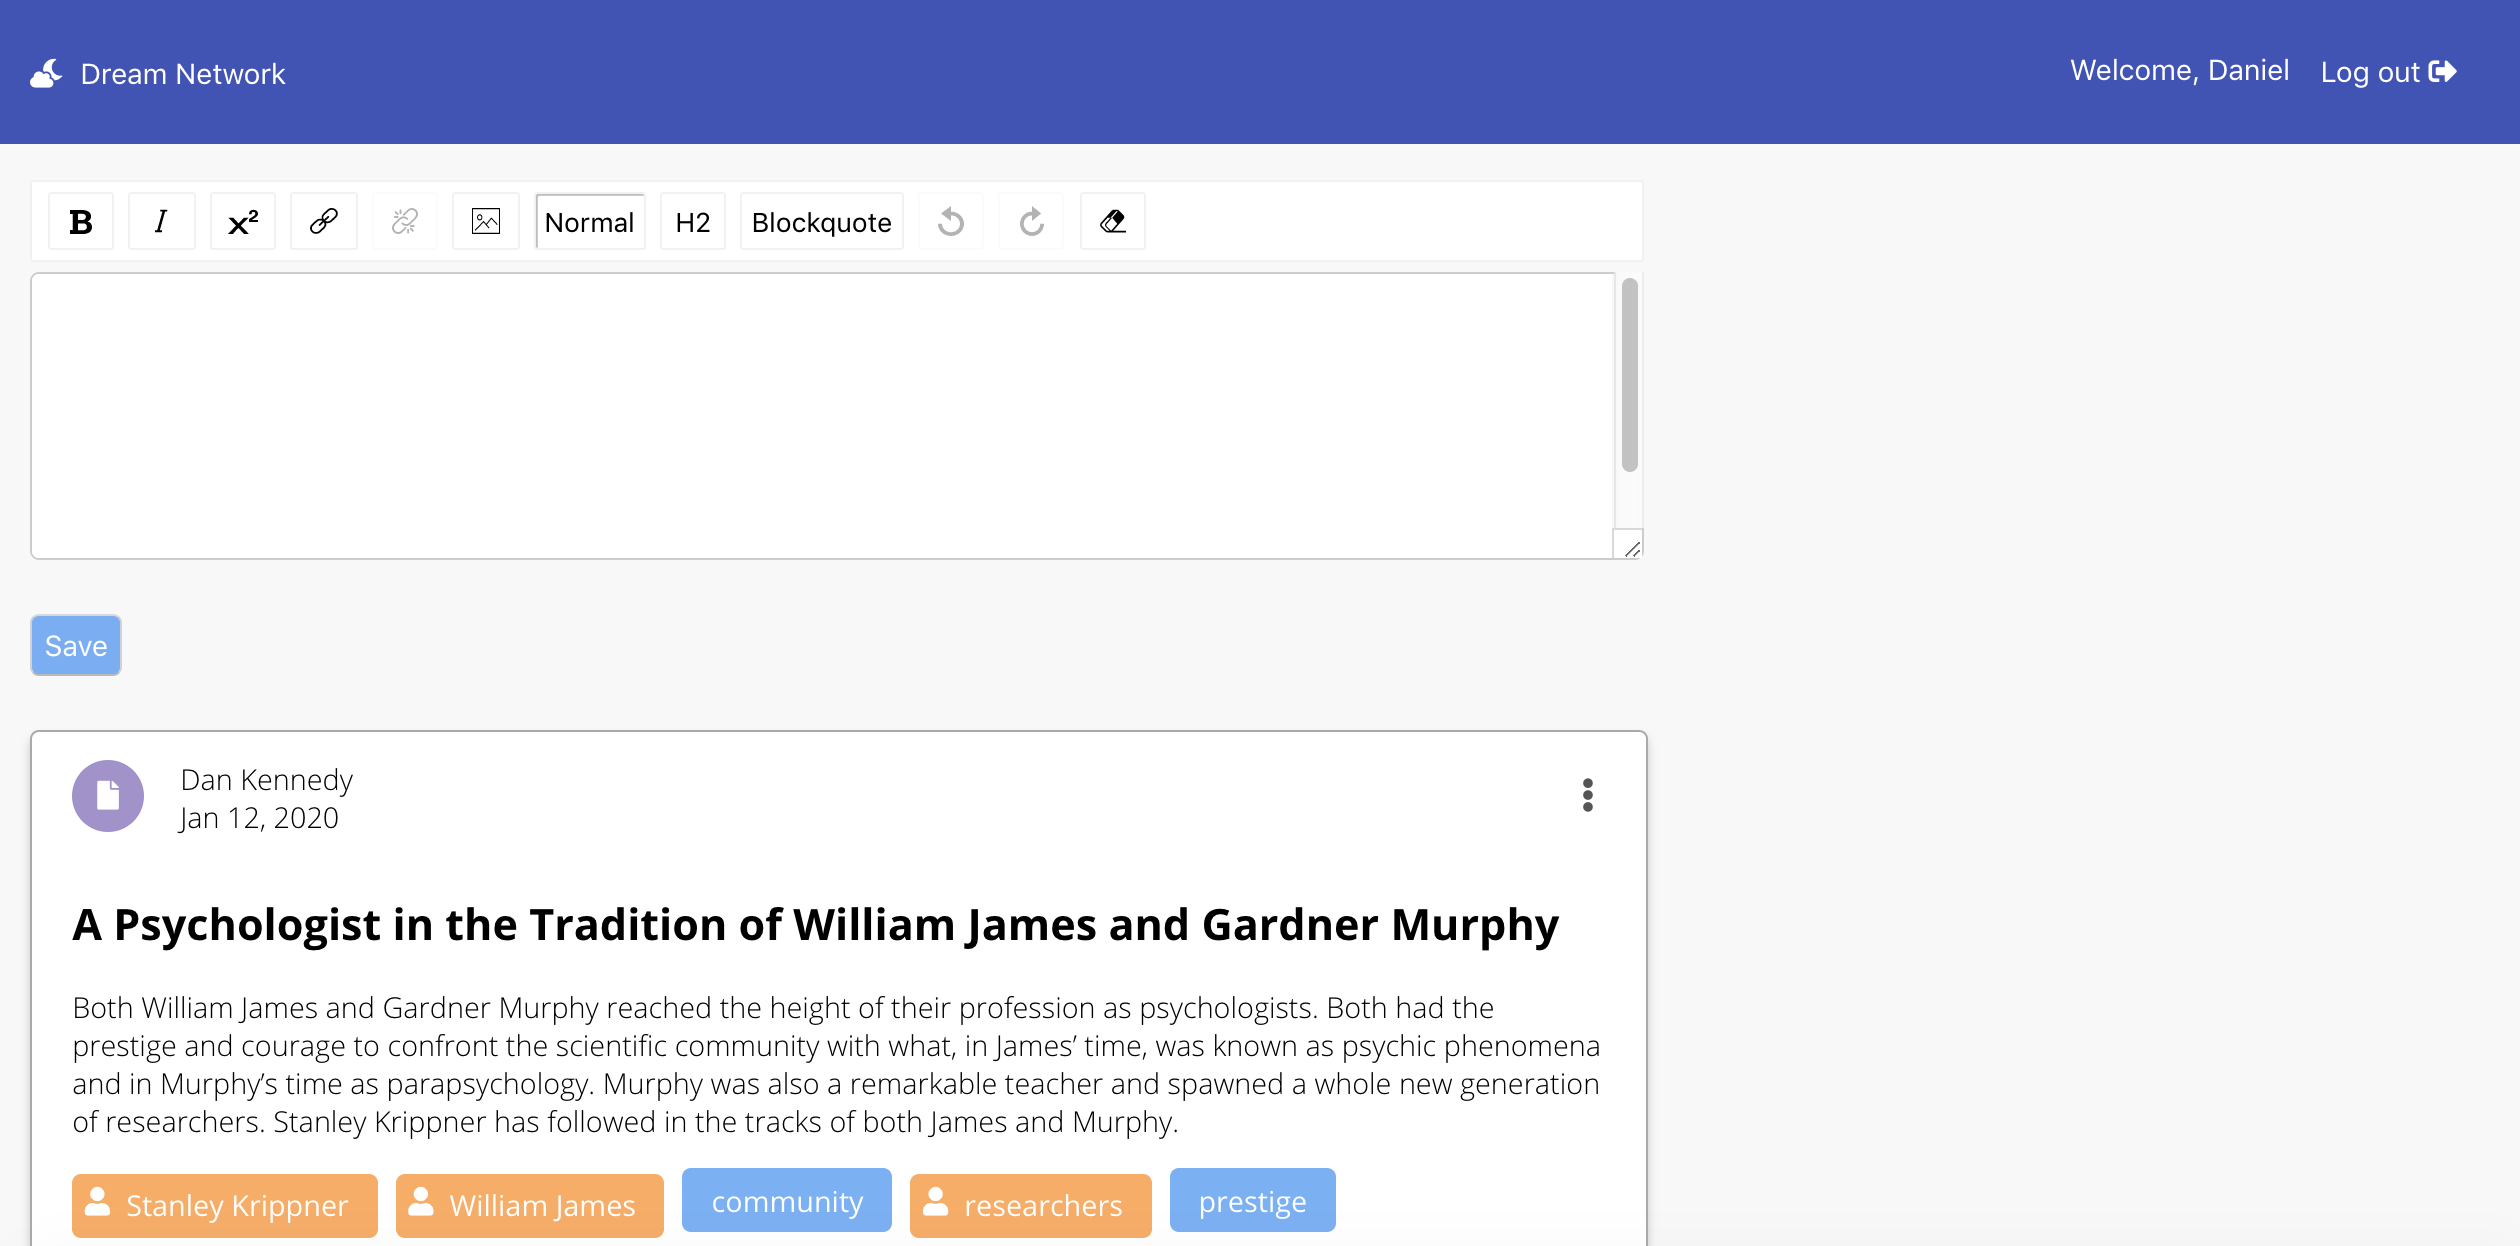 Dream Network
Welcome, Daniel Log out
B I x² Normal H2 Blockquote
Save
Dan Kennedy
Jan 12, 2020
A Psychologist in the Tradition of William James and Gardner Murphy
Both William James and Gardner Murphy reached the height of their profession as psychologists. Both had the
prestige and courage to confront the scientific community with what, in James’ time, was known as psychic phenomena
and in Murphy’s time as parapsychology. Murphy was also a remarkable teacher and spawned a whole new generation
of researchers. Stanley Krippner has followed in the tracks of both James and Murphy.
Stanley Krippner William James community researchers prestige